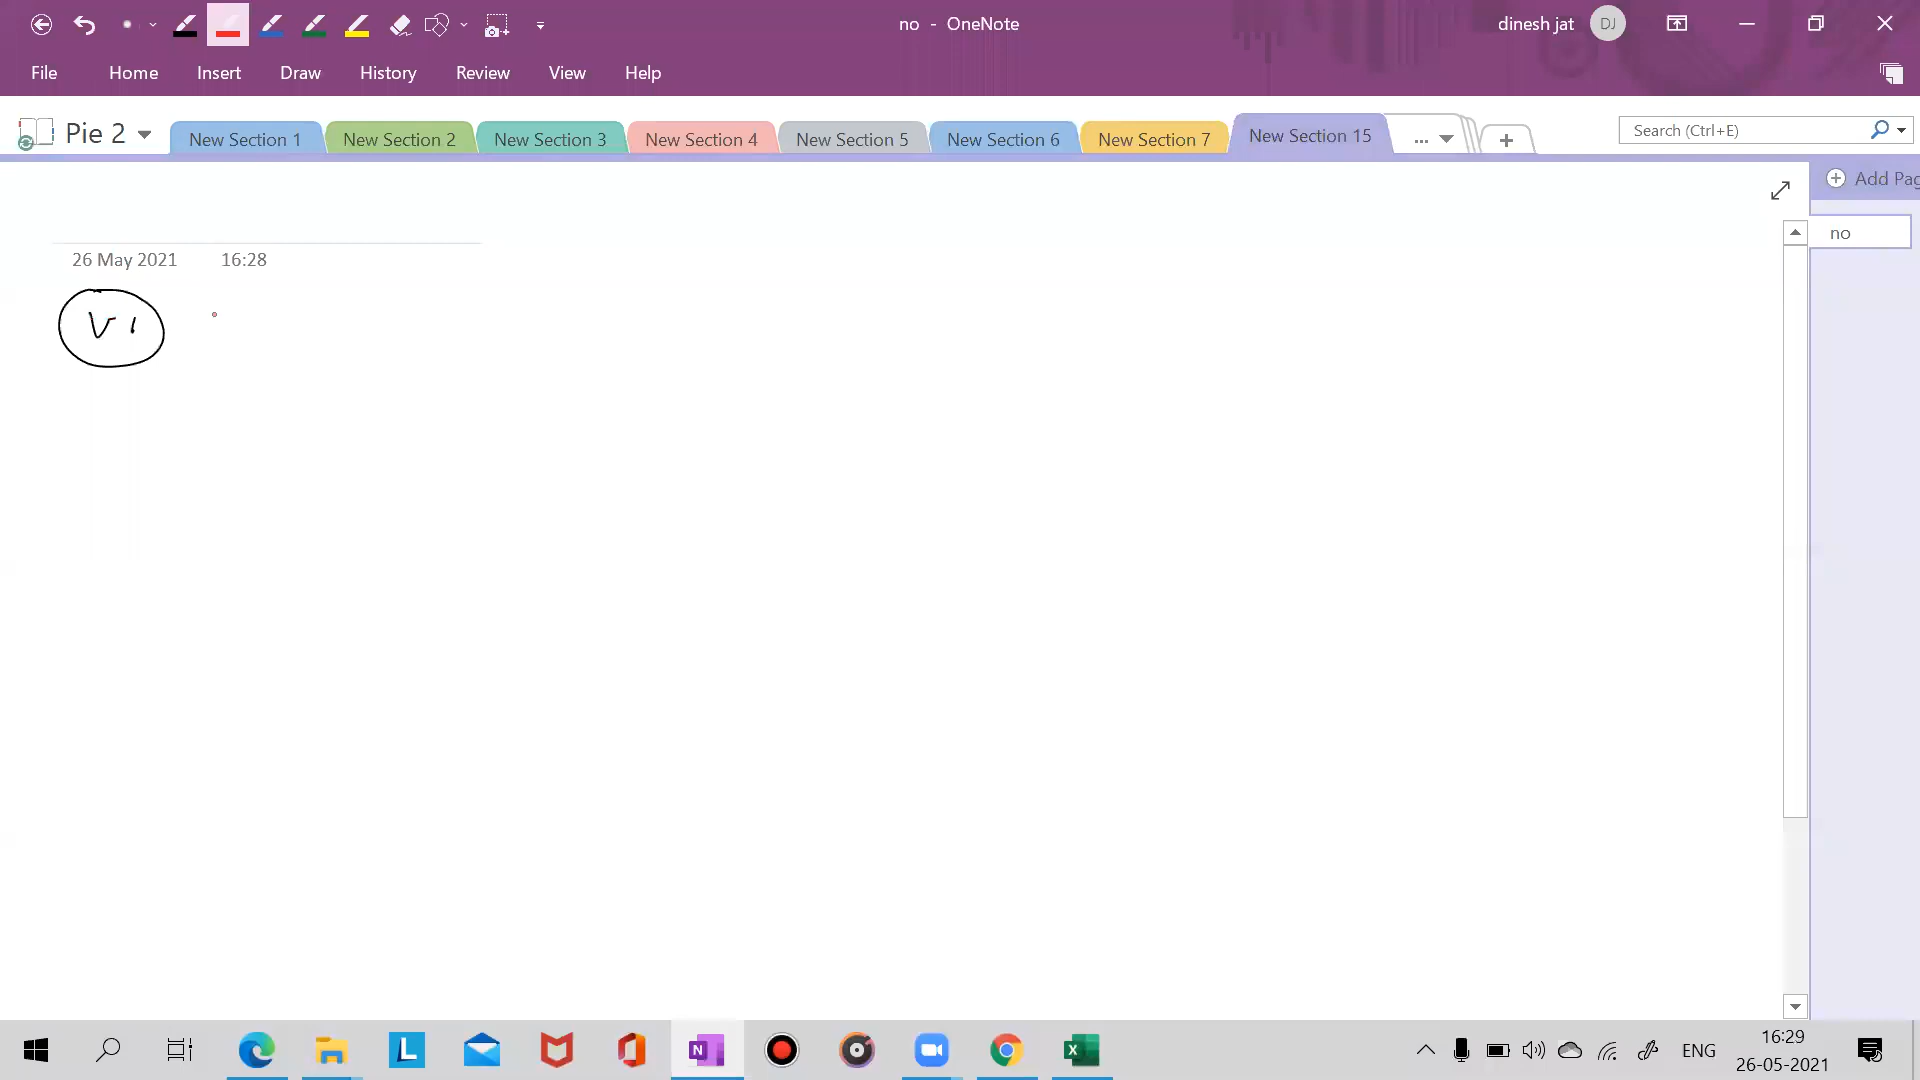 no - OneNote
dinesh jat DJ
File Home Insert Draw History Review View Help
Pie 2 New Section 1 New Section 2 New Section 3 New Section 4 New Section 5 New Section 6 New Section 7 New Section 15 ... Search (Ctrl+E)
Add Pag
no
26 May 2021 16:28
V1
ENG 16:29
26-05-2021